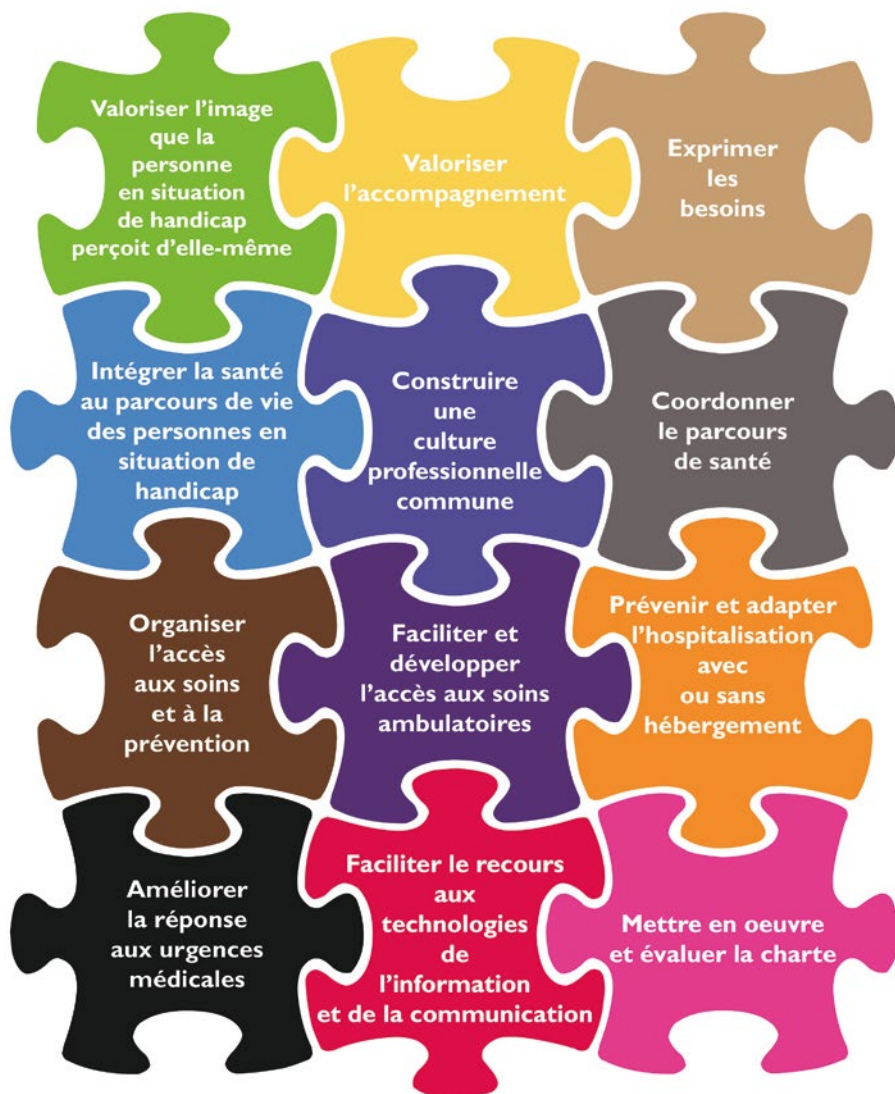 Valoriser l'image
que la
personne
en situation
de handicap
perçoit d'elle-même
Valoriser
l'accompagnement
Exprimer
les
besoins
Intégrer la santé
au parcours de vie
des personnes en
situation de
handicap
Construire
une
culture
professionnelle
commune
Coordonner
le parcours
de santé
Organiser
l'accès
aux soins
et à la
prévention
Faciliter et
développer
l'accès aux soins
ambulatoires
Prévenir et adapter
l'hospitalisation
avec
ou sans
hébergement
Améliorer
la réponse
aux urgences
médicales
Faciliter le recours
aux
technologies
de
l'information
et de la communication
Mettre en oeuvre
et évaluer la charte